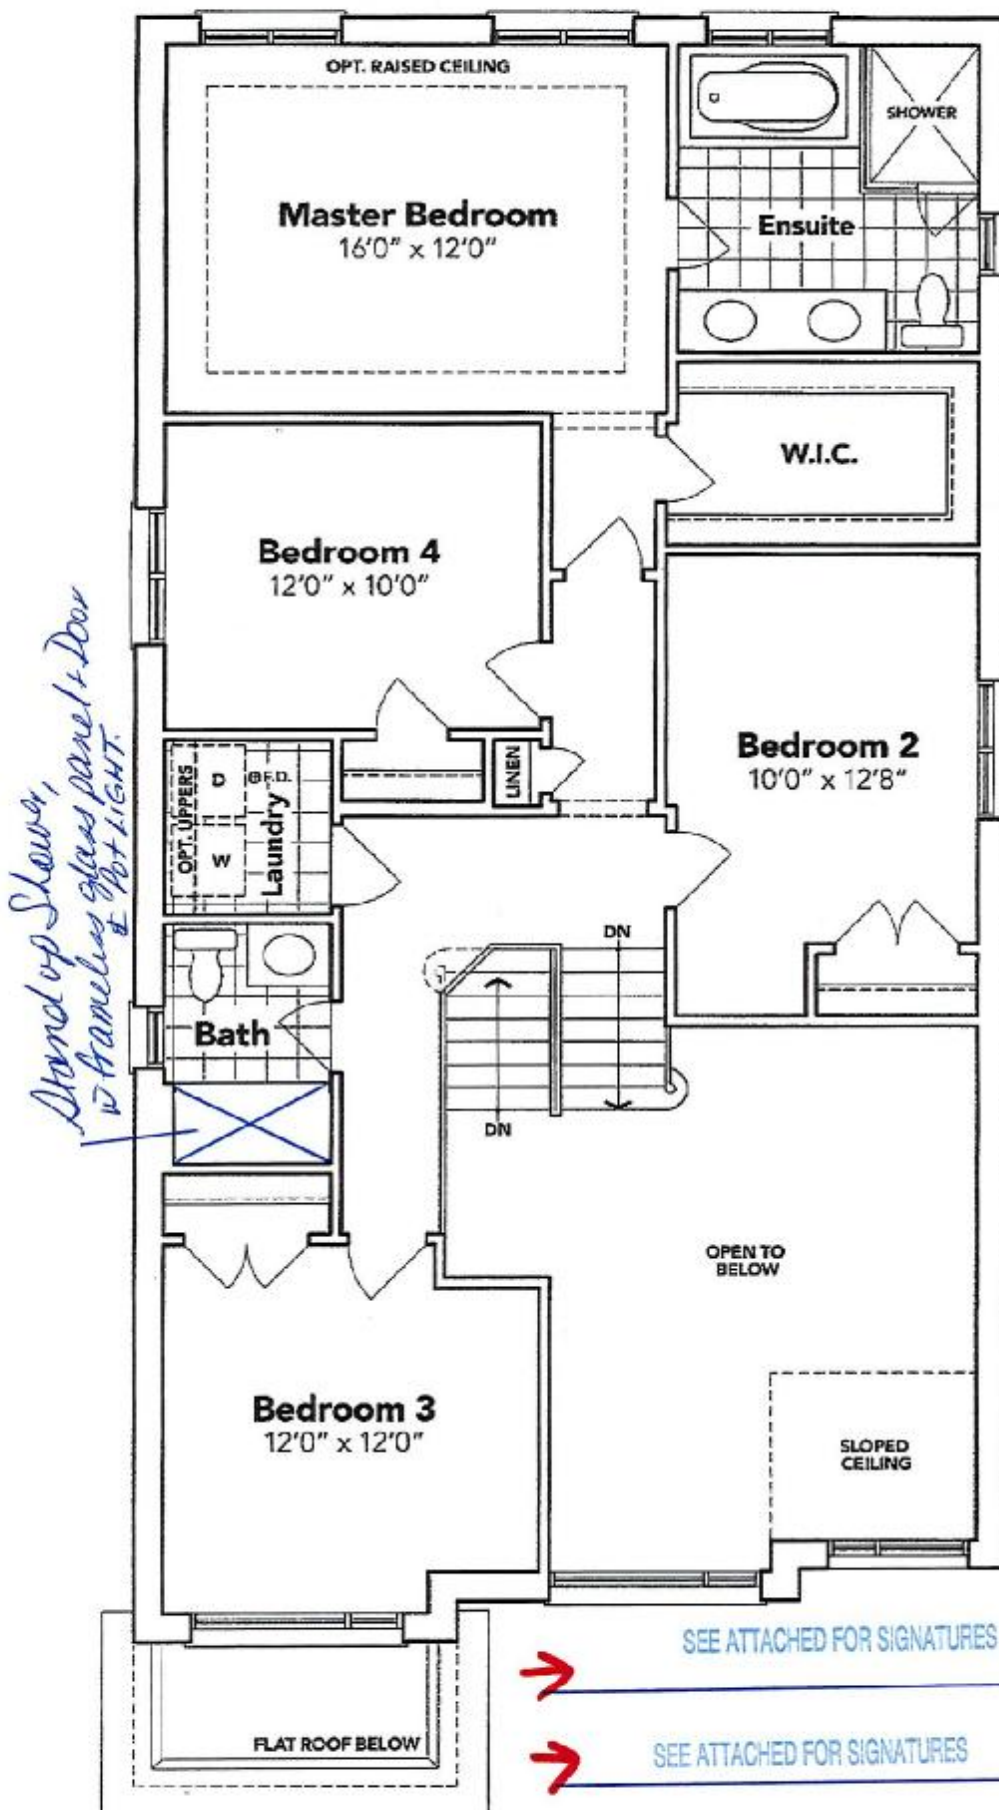 OPT. RAISED CEILING
SHOWER
Master Bedroom
16'0" x 12'0"
Ensuite
W.I.C.
Bedroom 4
12'0" x 10'0"
Bedroom 2
10'0" x 12'8"
LINEN
OPT. UPPERS
D
F.D.
W
Laundry
Stand up Shower,
w frameless glass panel & Door
& Pot LIGHT.
DN
Bath
DN
OPEN TO
BELOW
Bedroom 3
12'0" x 12'0"
SLOPED
CEILING
SEE ATTACHED FOR SIGNATURES
FLAT ROOF BELOW
SEE ATTACHED FOR SIGNATURES